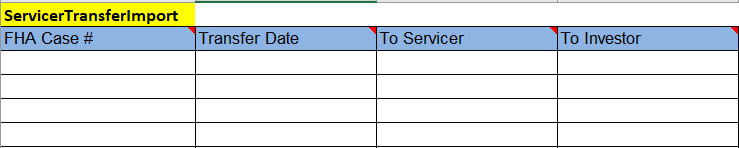 ServicerTransferImport
FHA Case # Transfer Date To Servicer To Investor